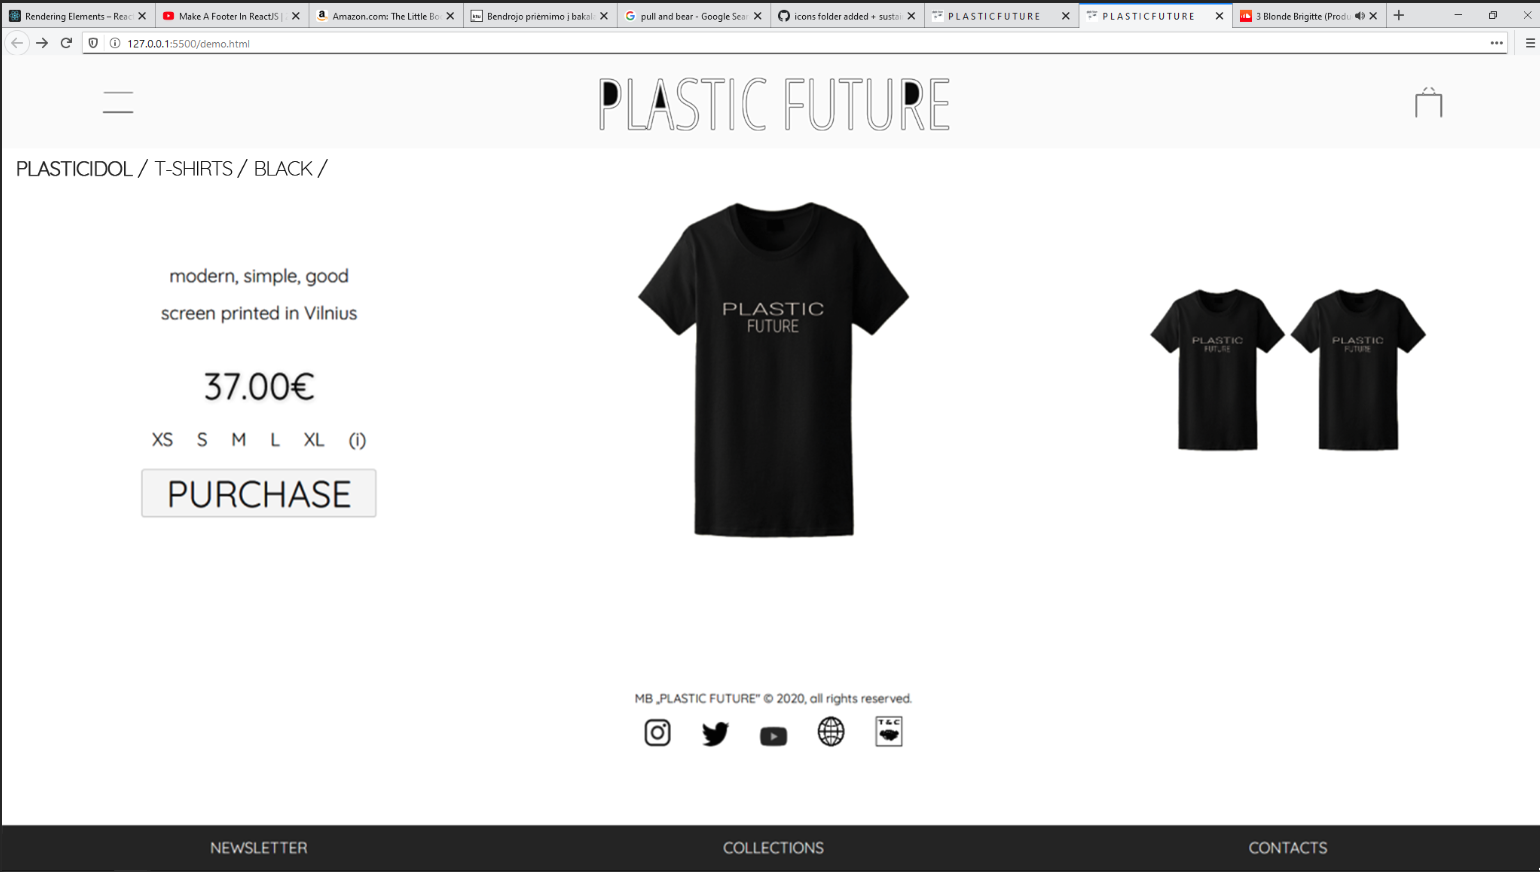 Rendering Elements – Reac
Make A Footer In ReactJS |
Amazon.com: The Little Bo
Bendrojo priėmimo į bakal
pull and bear - Google Sear
icons folder added + sustai
PLASTICFUTURE
PLASTICFUTURE
3 Blonde Brigitte (Produ
127.0.0.1:5500/demo.html
PLASTIC FUTURE
PLASTICIDOL / T-SHIRTS / BLACK /
modern, simple, good
screen printed in Vilnius
37.00€
XS S M L XL (i)
PURCHASE
PLASTIC
FUTURE
PLASTIC
FUTURE
PLASTIC
FUTURE
MB „PLASTIC FUTURE" © 2020, all rights reserved.
T & C
NEWSLETTER
COLLECTIONS
CONTACTS